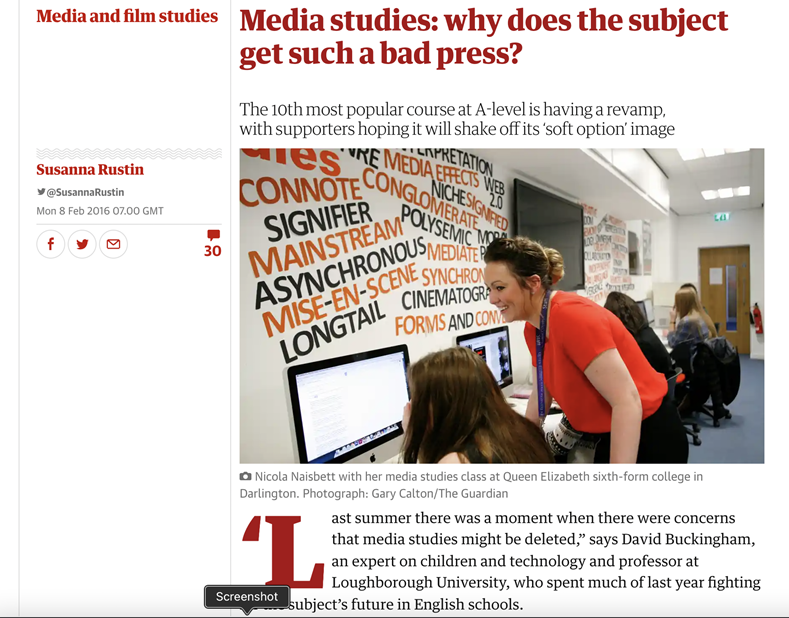 Media and film studies
Media studies: why does the subject
get such a bad press?
The 10th most popular course at A-level is having a revamp,
with supporters hoping it will shake off its ‘soft option’ image
Susanna Rustin
@SusannaRustin
Mon 8 Feb 2016 07.00 GMT
30
INTERPRETATION
MEDIA EFFECTS WEB
CONNOTE CONGLOMERATE NICHE SIGNIFIED 2.0
SIGNIFIER POLYSEMIC
MAINSTREAM MEDIATE
ASYNCHRONOUS
MISE-EN-SCENE SYNCHRON
LONGTAIL CINEMATOGRA
FORMS AND CONV
Nicola Naisbett with her media studies class at Queen Elizabeth sixth-form college in
Darlington. Photograph: Gary Calton/The Guardian
‘Last summer there was a moment when there were concerns
that media studies might be deleted,” says David Buckingham,
an expert on children and technology and professor at
Loughborough University, who spent much of last year fighting
subject’s future in English schools.
Screenshot